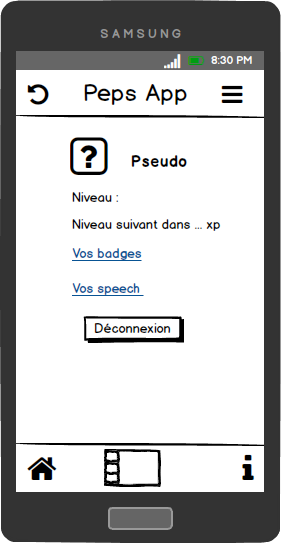 SAMSUNG
8:30 PM
Peps App
?
Pseudo
Niveau :
Niveau suivant dans ... xp
Vos badges
Vos speech
Déconnexion
i